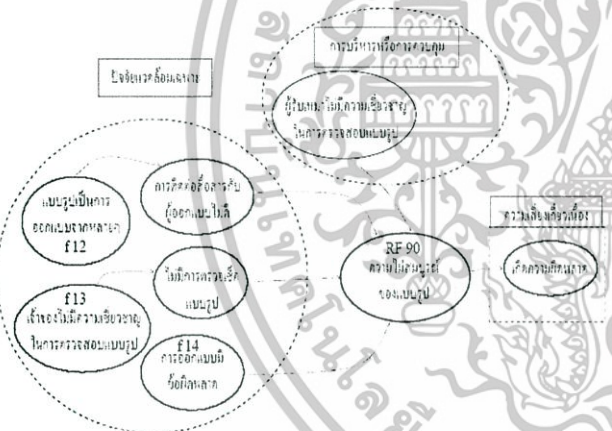 การบริหารหรือการควบคุม
ปัจจัยแวดล้อมเฉพาะ
ผู้รับเหมาไม่มีความเชี่ยวชาญ
ในการตรวจสอบแบบรูป
การติดต่อสื่อสารกับ
ผู้ออกแบบไม่ดี
แบบรูปเป็นการ
ออกแบบจากหลายๆ
f12
ความเสี่ยงเกี่ยวเนื่อง
RF 90
ความไม่สมบูรณ์
ของแบบรูป
เกิดความผิดพลาด
ไม่มีการตรวจเช็ค
แบบรูป
f13
เจ้าของไม่มีความเชี่ยวชาญ
ในการตรวจสอบแบบรูป
f14
การออกแบบมี
ข้อผิดพลาด